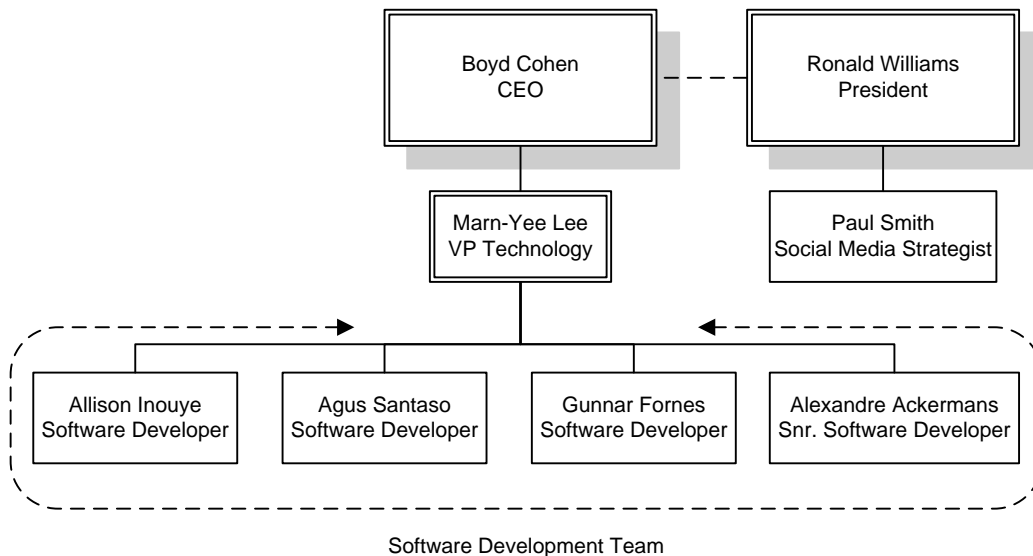 Boyd Cohen
CEO
Ronald Williams
President
Marn-Yee Lee
VP Technology
Paul Smith
Social Media Strategist
Allison Inouye
Software Developer
Agus Santaso
Software Developer
Gunnar Fornes
Software Developer
Alexandre Ackermans
Snr. Software Developer
Software Development Team